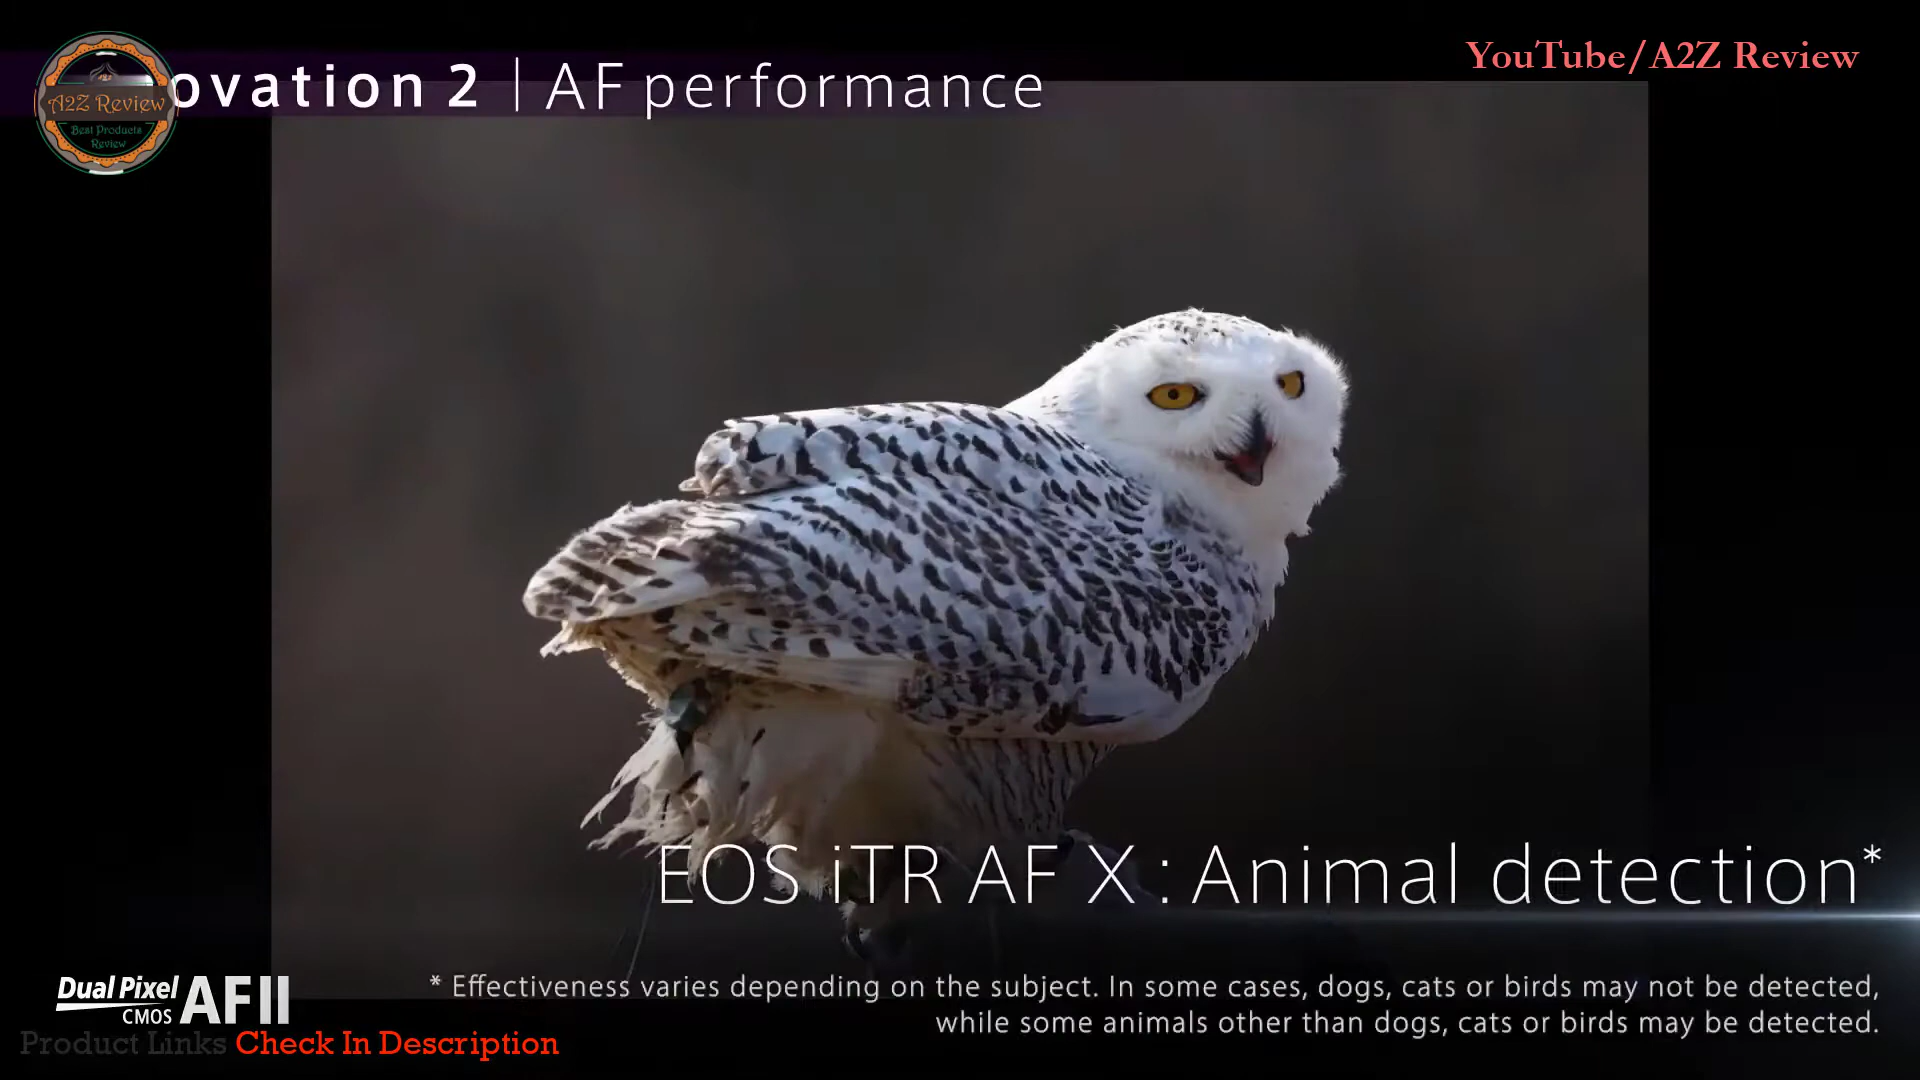 YouTube/A2Z Review
ovation 2 | AF performance
A2Z Review
Best Products
Review
EOS iTR AF X : Animal detection*
Dual Pixel
CMOS AF II
* Effectiveness varies depending on the subject. In some cases, dogs, cats or birds may not be detected,
while some animals other than dogs, cats or birds may be detected.
Product Links Check In Description